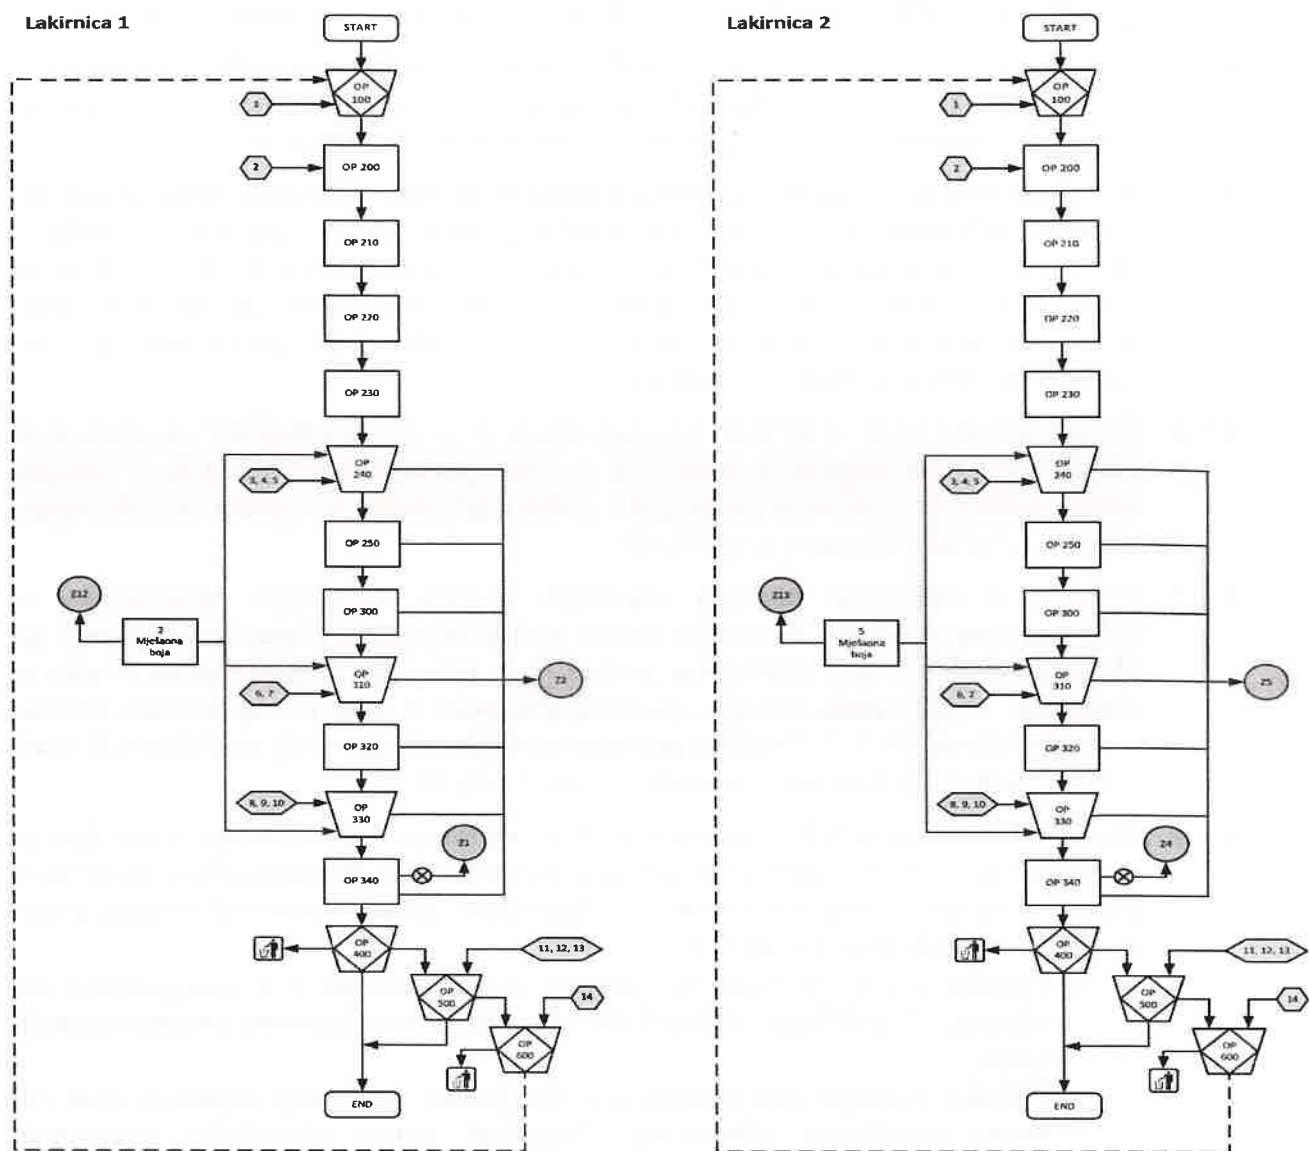 Lakirnica 1
START
OP
100
1
2
OP 200
OP 210
OP 220
OP 230
OP
240
3, 4, 5
OP 250
Z12
OP 300
2
Mješaona
boja
OP
310
6, 7
Z2
OP 320
8, 9, 10
OP
330
Z1
OP 340
OP
400
11, 12, 13
OP
500
14
OP
600
END
Lakirnica 2
START
OP
100
1
2
OP 200
OP 210
OP 220
OP 230
OP
240
3, 4, 5
OP 250
Z13
OP 300
5
Mješaona
boja
OP
310
6, 7
Z5
OP 320
8, 9, 10
OP
330
Z4
OP 340
OP
400
11, 12, 13
OP
500
14
OP
600
END